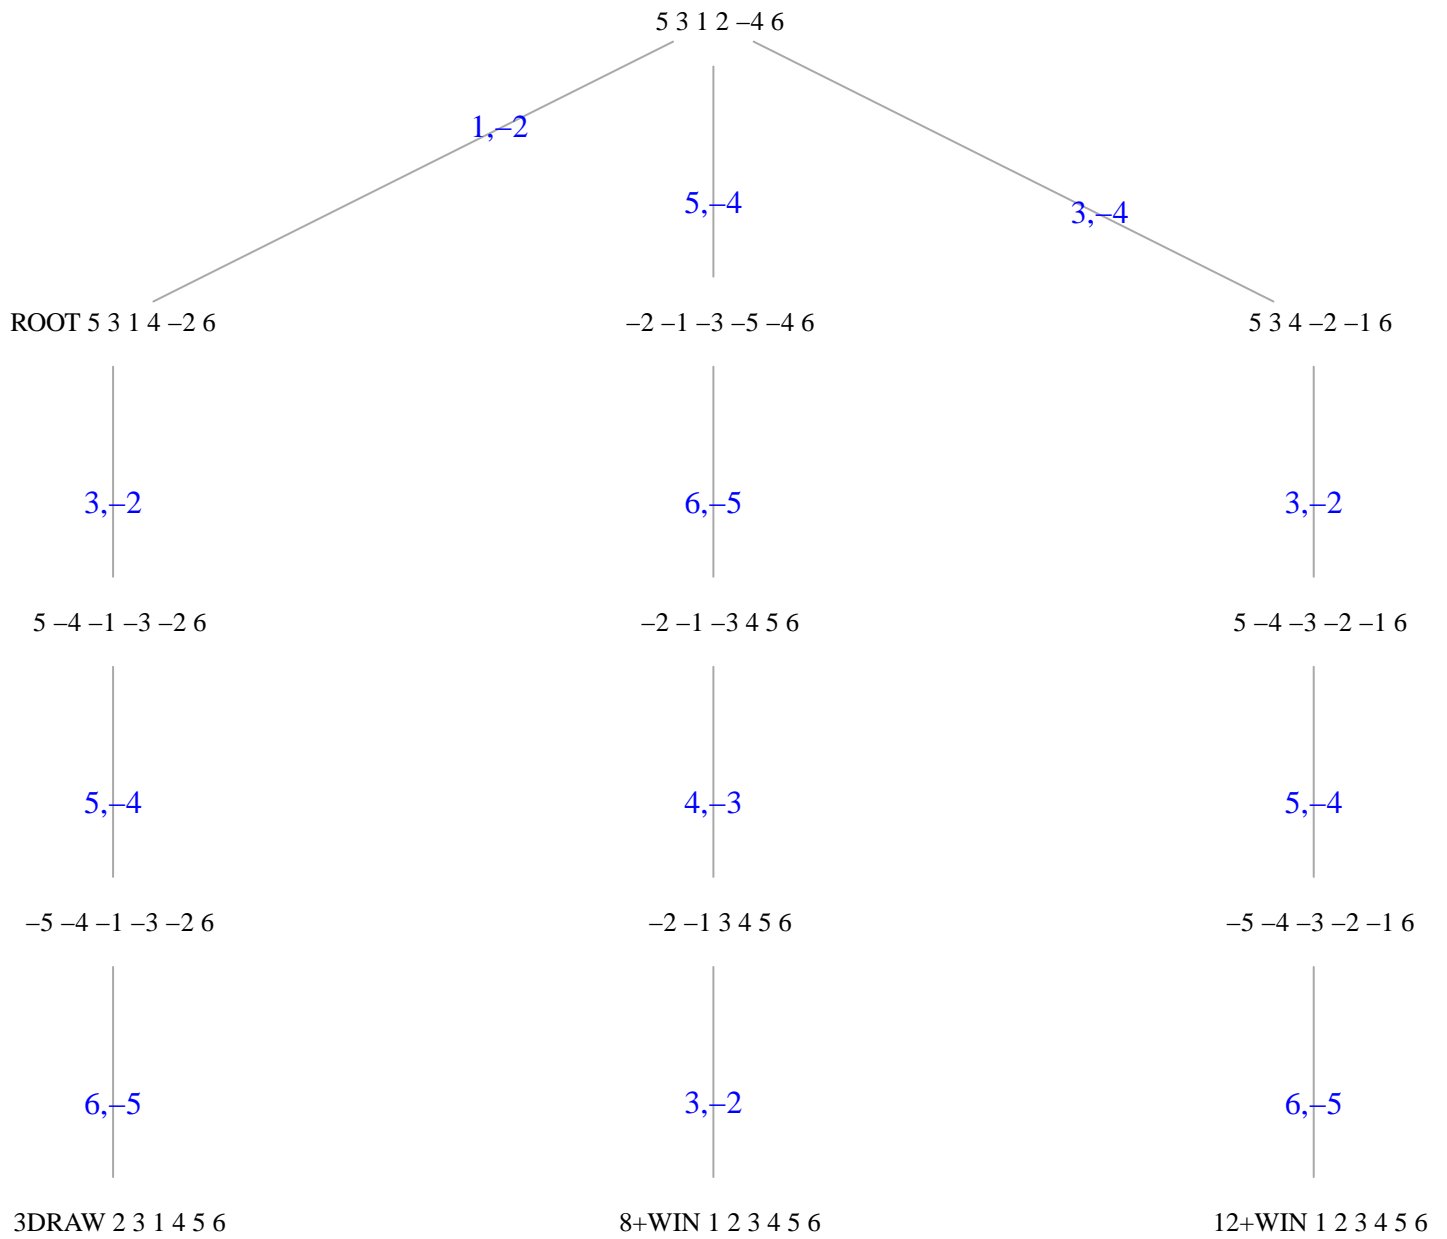 5 3 1 2 –4 6
1,–2
5,–4
3,–4
ROOT 5 3 1 4 –2 6
–2 –1 –3 –5 –4 6
5 3 4 –2 –1 6
3,–2
6,–5
3,–2
5 –4 –1 –3 –2 6
–2 –1 –3 4 5 6
5 –4 –3 –2 –1 6
5,–4
4,–3
5,–4
–5 –4 –1 –3 –2 6
–2 –1 3 4 5 6
–5 –4 –3 –2 –1 6
6,–5
3,–2
6,–5
3DRAW 2 3 1 4 5 6
8+WIN 1 2 3 4 5 6
12+WIN 1 2 3 4 5 6